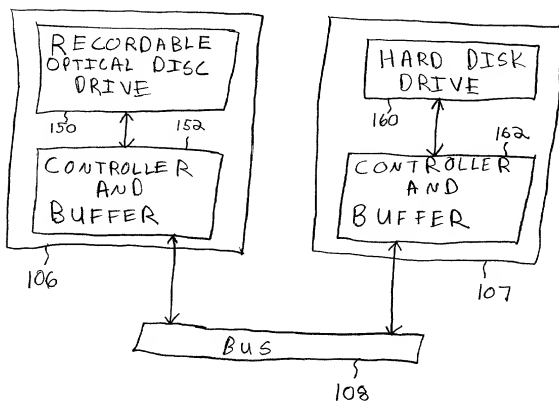 RECORDABLE
OPTICAL DISC
DRIVE
150
152
CONTROLLER
AND
BUFFER
106
HARD DISK
DRIVE
160
162
CONTROLLER
AND
BUFFER
107
BUS
108